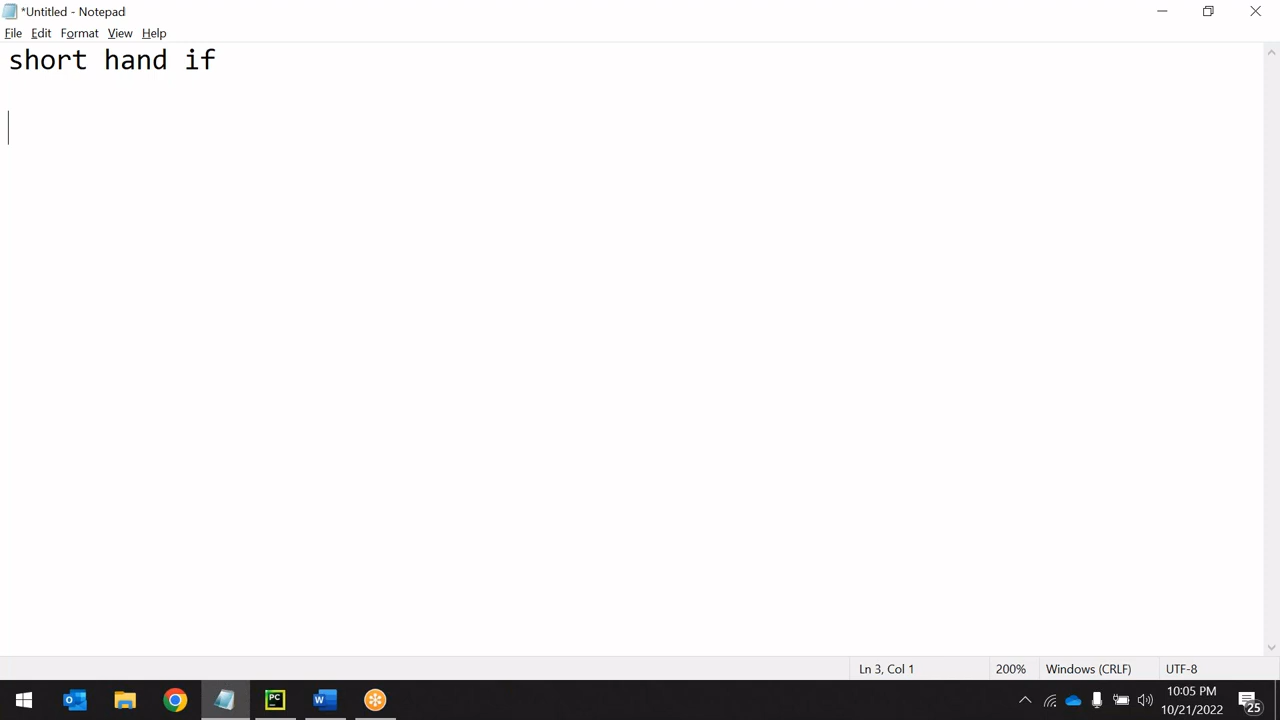 *Untitled - Notepad
File Edit Format View Help
short hand if
Ln 3, Col 1 200% Windows (CRLF) UTF-8
PC W 10:05 PM
10/21/2022 25